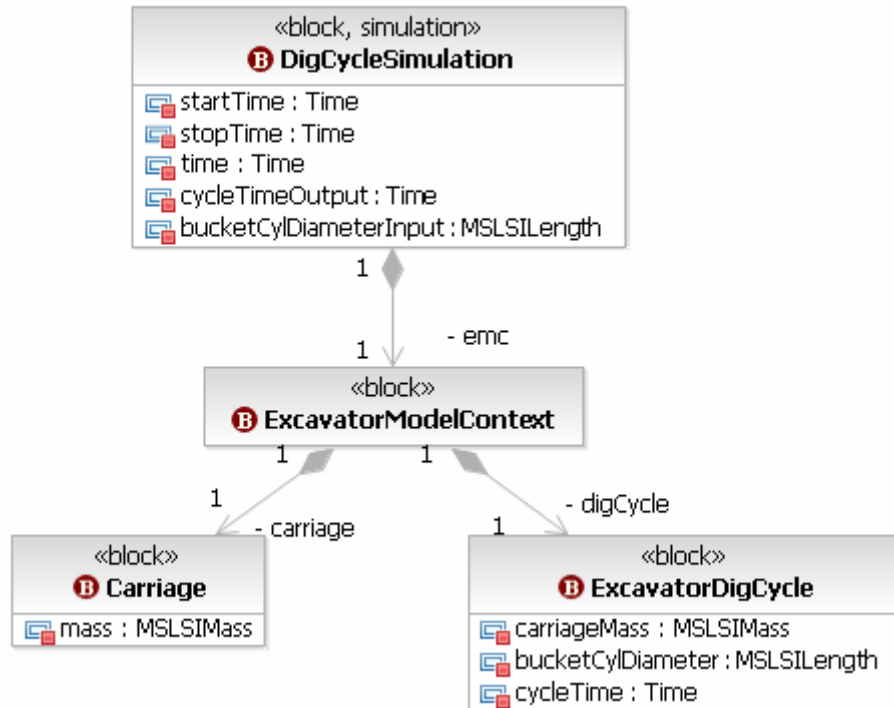 «block, simulation»
B DigCycleSimulation
startTime : Time
stopTime : Time
time : Time
cycleTimeOutput : Time
bucketCylDiameterInput : MSLSILength
1
1
- emc
«block»
B ExcavatorModelContext
1
1
1
- carriage
- digCycle
1
«block»
B Carriage
mass : MSLSIMass
«block»
B ExcavatorDigCycle
carriageMass : MSLSIMass
bucketCylDiameter : MSLSILength
cycleTime : Time